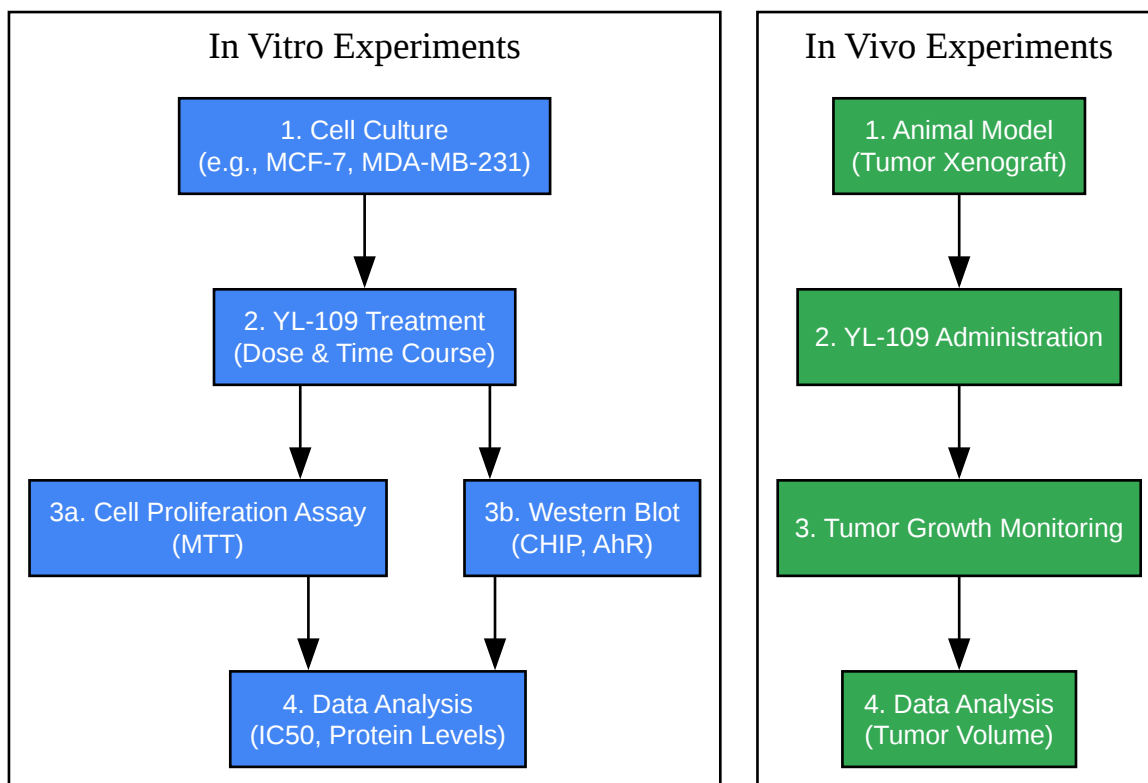 In Vitro Experiments
1. Cell Culture
(e.g., MCF-7, MDA-MB-231)
2. YL-109 Treatment
(Dose & Time Course)
3a. Cell Proliferation Assay
(MTT)
3b. Western Blot
(CHIP, AhR)
4. Data Analysis
(IC50, Protein Levels)
In Vivo Experiments
1. Animal Model
(Tumor Xenograft)
2. YL-109 Administration
3. Tumor Growth Monitoring
4. Data Analysis
(Tumor Volume)